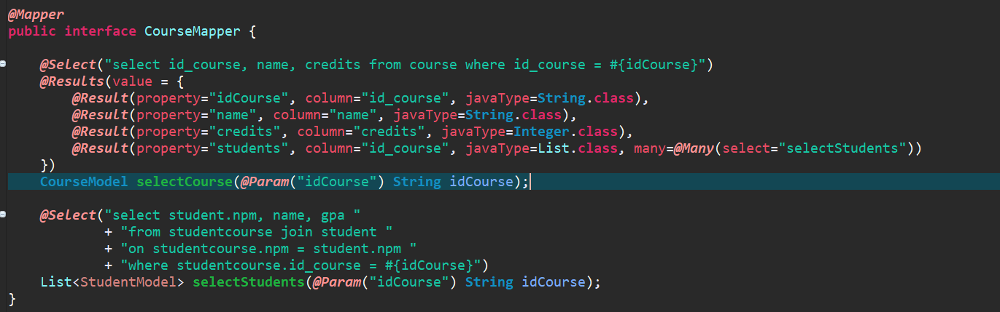 @Mapper
public interface CourseMapper {
@Select("select id_course, name, credits from course where id_course = #{idCourse}")
@Results(value = {
@Result(property="idCourse", column="id_course", javaType=String.class),
@Result(property="name", column="name", javaType=String.class),
@Result(property="credits", column="credits", javaType=Integer.class),
@Result(property="students", column="id_course", javaType=List.class, many=@Many(select="selectStudents"))
})
CourseModel selectCourse(@Param("idCourse") String idCourse);
@Select("select student.npm, name, gpa "
+ "from studentcourse join student "
+ "on studentcourse.npm = student.npm "
+ "where studentcourse.id_course = #{idCourse}")
List<StudentModel> selectStudents(@Param("idCourse") String idCourse);
}